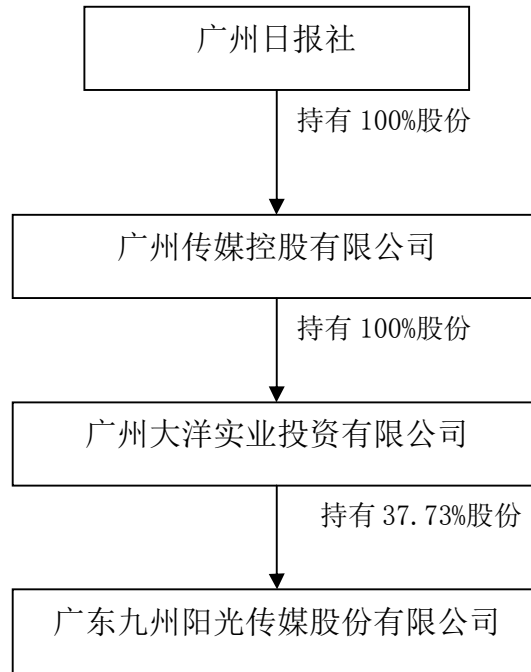 广州日报社
持有 100%股份
广州传媒控股有限公司
持有 100%股份
广州大洋实业投资有限公司
持有 37.73%股份
广东九州阳光传媒股份有限公司